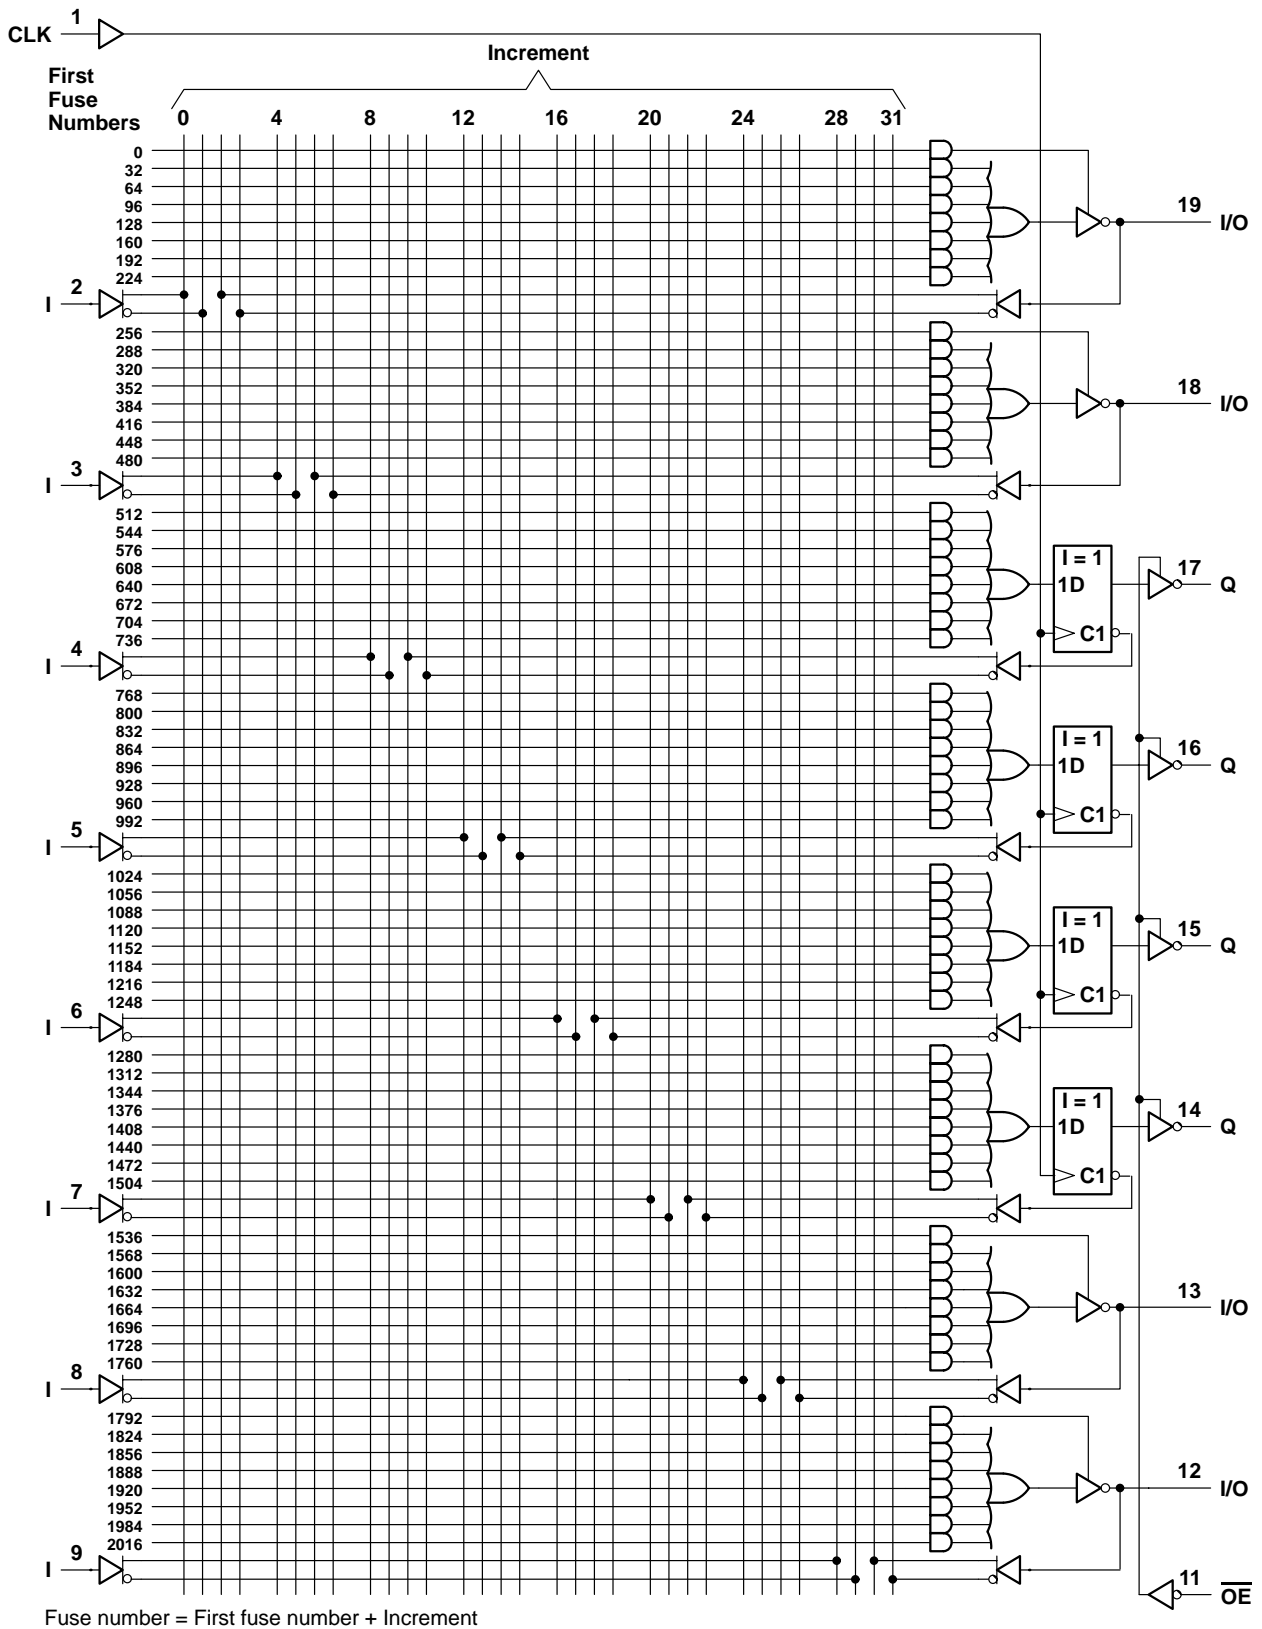 CLK 1
Increment
First
Fuse
Numbers
0 4 8 12 16 20 24 28 31
0
32
64
96
128
160
192
224
19 I/O
I 2
256
288
320
352
384
416
448
480
18 I/O
I 3
512
544
576
608
640
672
704
736
I = 1
1D
C1
17 Q
I 4
768
800
832
864
896
928
960
992
I = 1
1D
C1
16 Q
I 5
1024
1056
1088
1120
1152
1184
1216
1248
I = 1
1D
C1
15 Q
I 6
1280
1312
1344
1376
1408
1440
1472
1504
I = 1
1D
C1
14 Q
I 7
1536
1568
1600
1632
1664
1696
1728
1760
13 I/O
I 8
1792
1824
1856
1888
1920
1952
1984
2016
12 I/O
I 9
11 O̅E̅
Fuse number = First fuse number + Increment